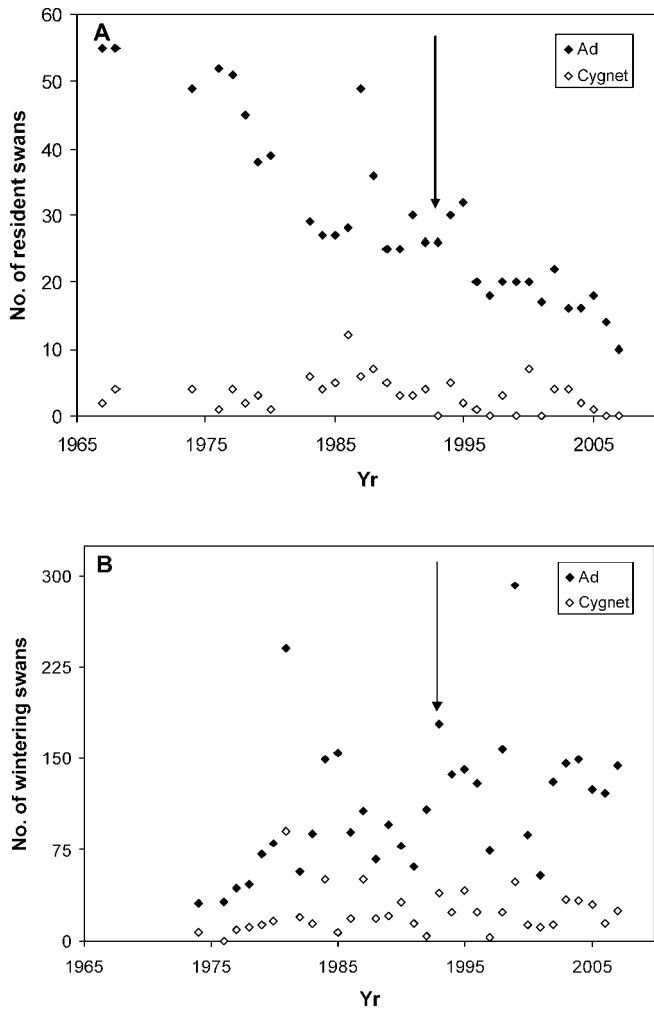 A
60
50
40
30
20
10
0
No. of resident swans
Ad
Cygnet
1965 1975 1985 1995 2005
Yr
B
300
225
150
75
0
No. of wintering swans
Ad
Cygnet
1965 1975 1985 1995 2005
Yr